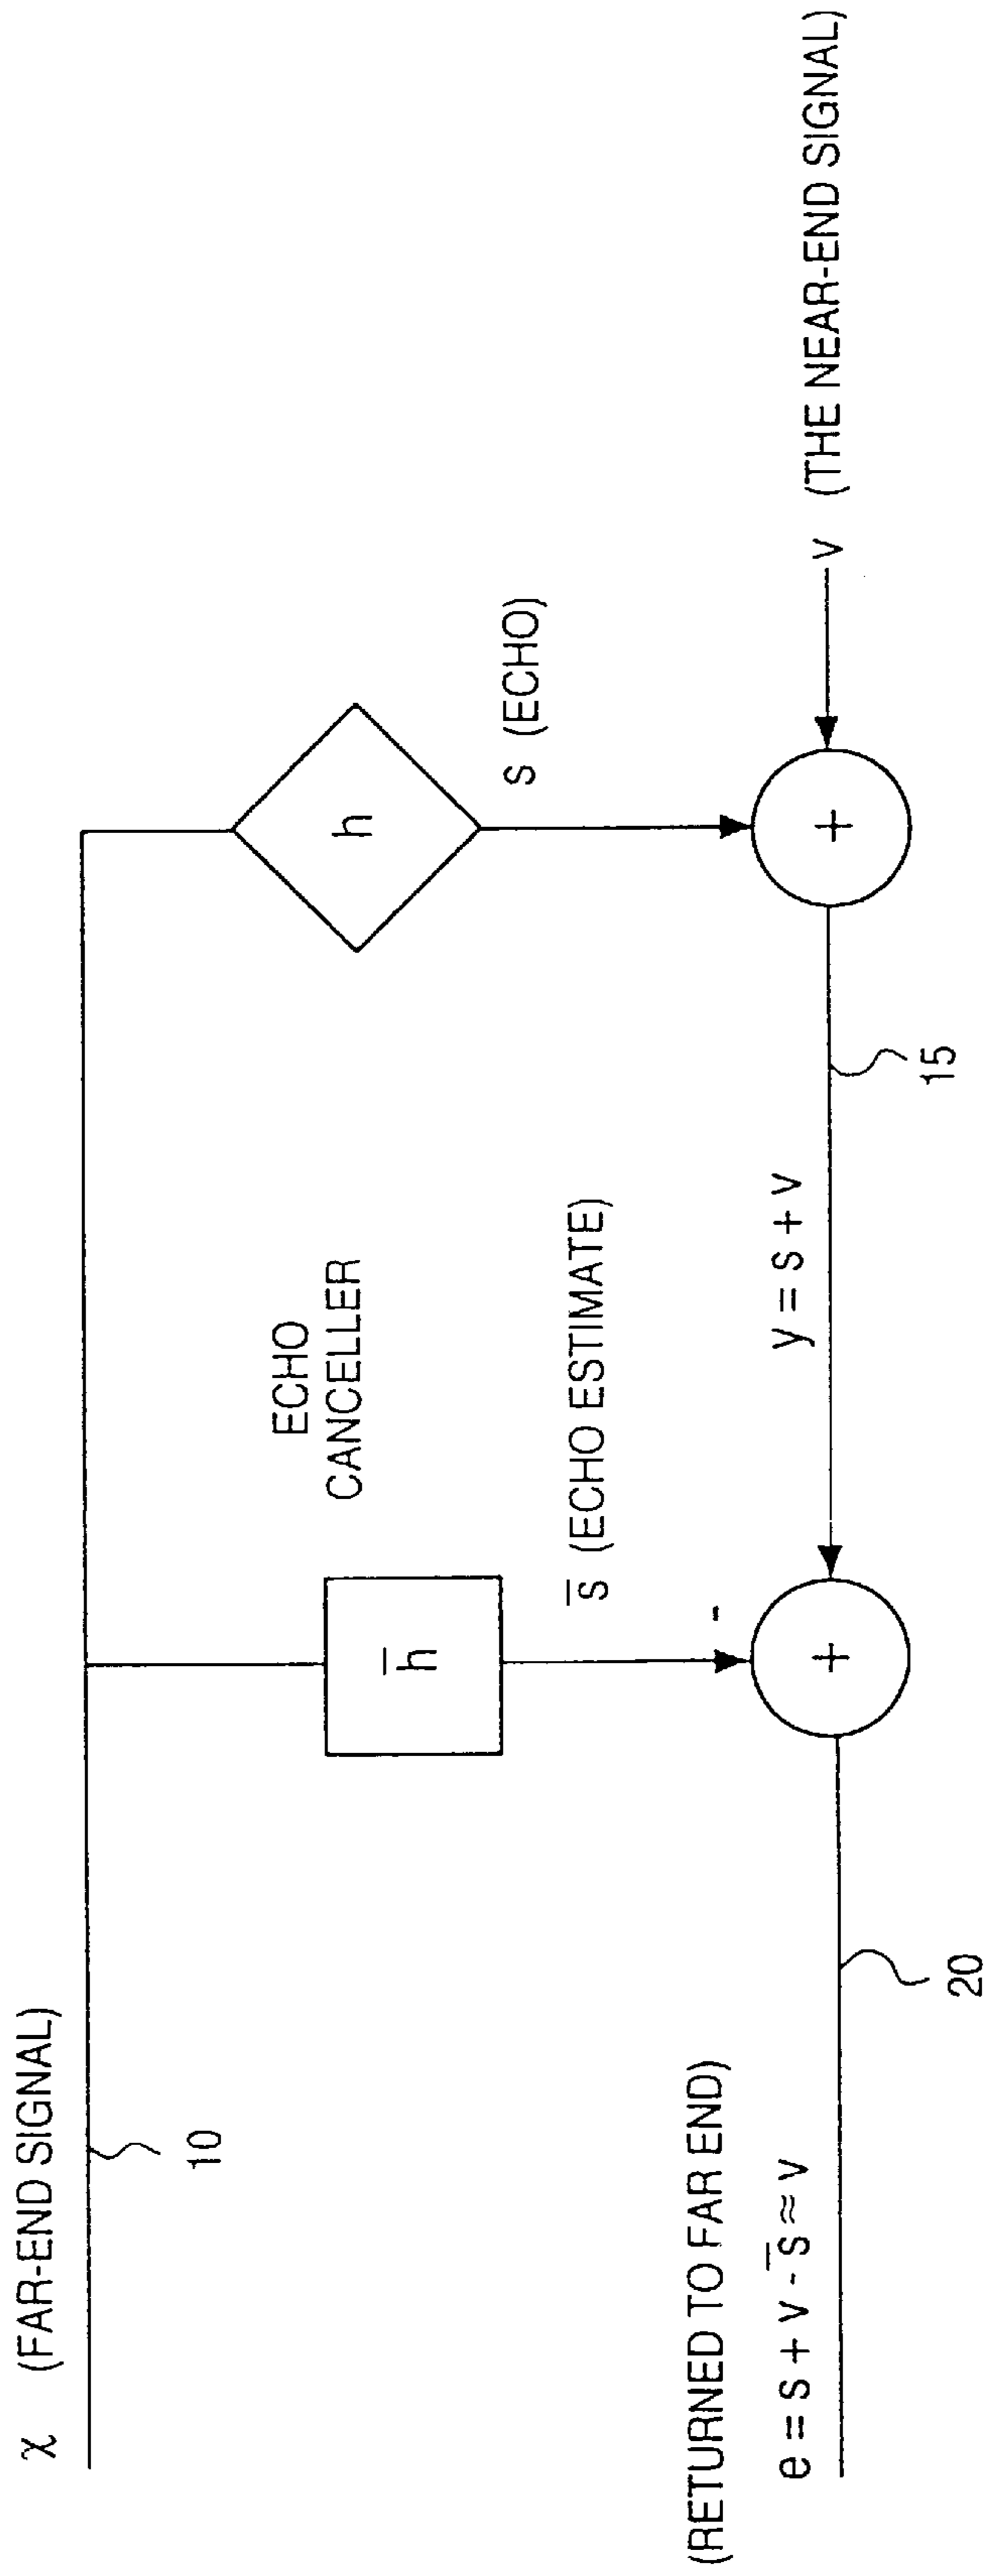 χ (FAR-END SIGNAL)
10
ECHO
CANCELLER
h̅
h
s̅ (ECHO ESTIMATE)
s (ECHO)
(RETURNED TO FAR END)
e = s + v - s̅ ≈ v
-
+
y = s + v
+
v (THE NEAR-END SIGNAL)
20
15